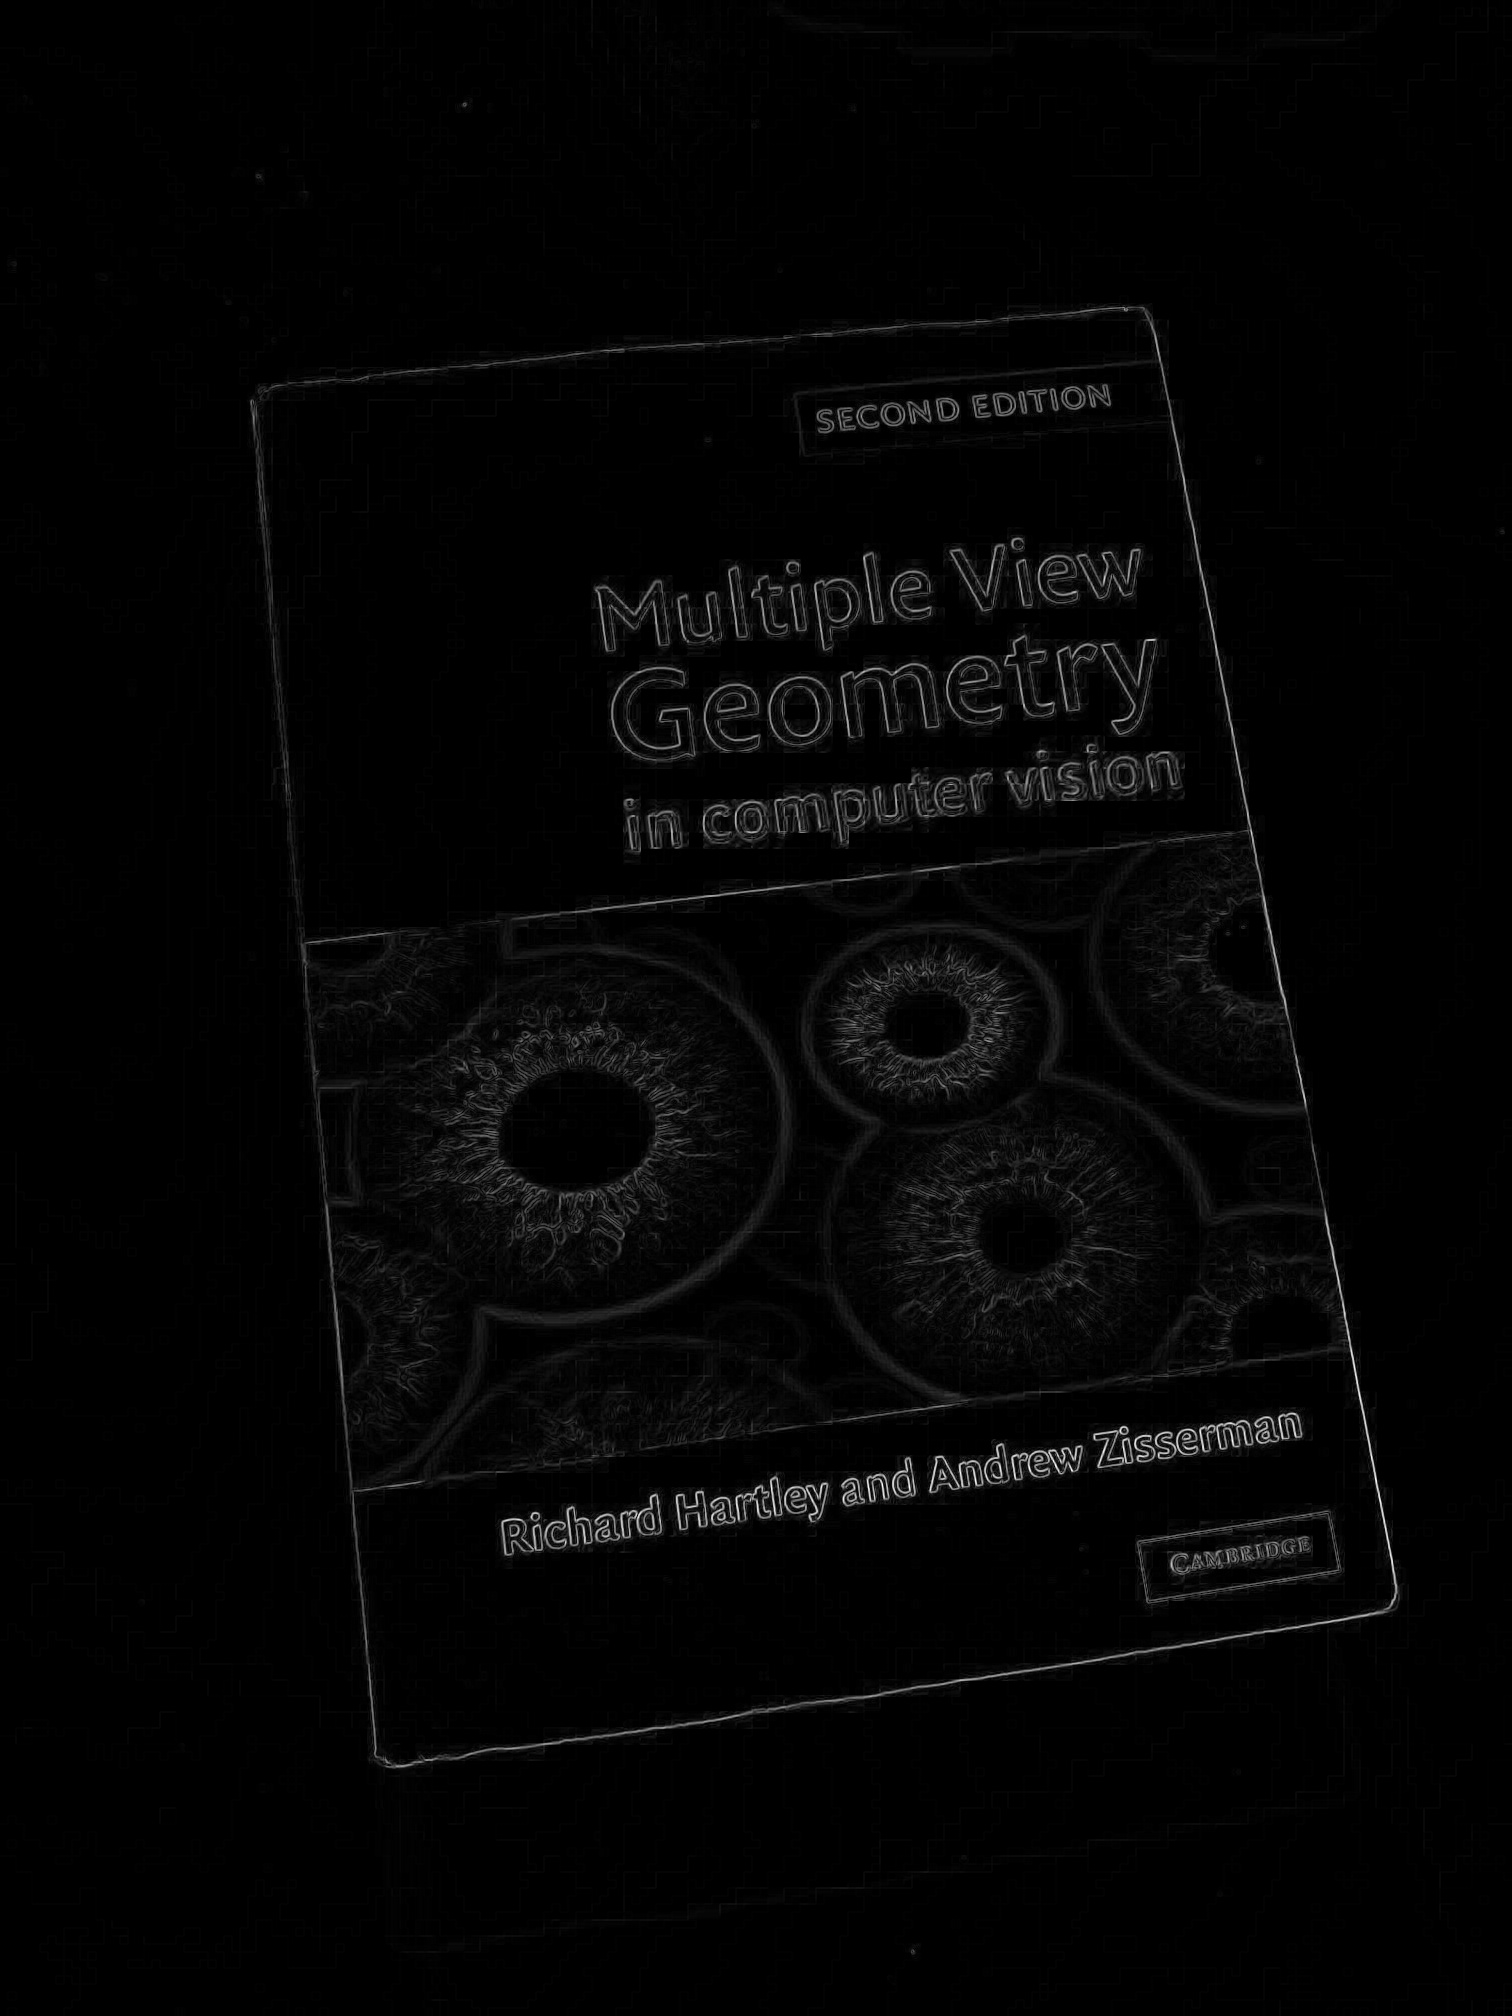 SECOND EDITION
Multiple View
Geometry
in computer vision
Richard Hartley and Andrew Zisserman
CAMBRIDGE